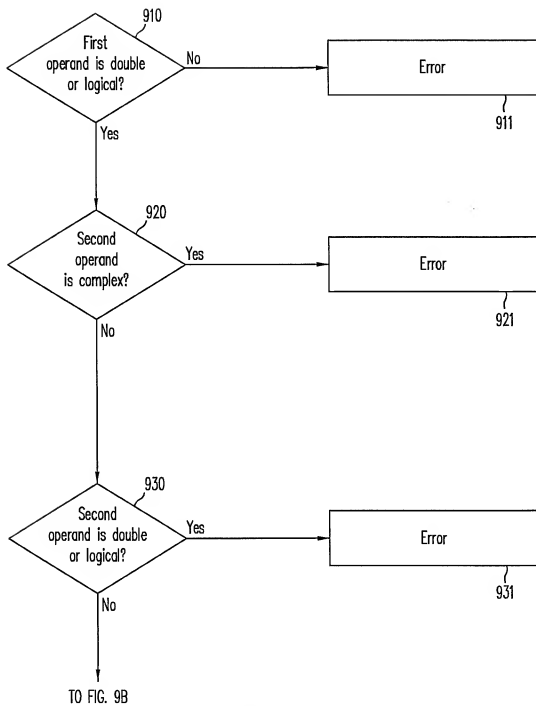 910
First
operand is double
or logical?
No
Error
911
Yes
920
Second
operand
is complex?
Yes
Error
921
No
930
Second
operand is double
or logical?
Yes
Error
931
No
TO FIG. 9B